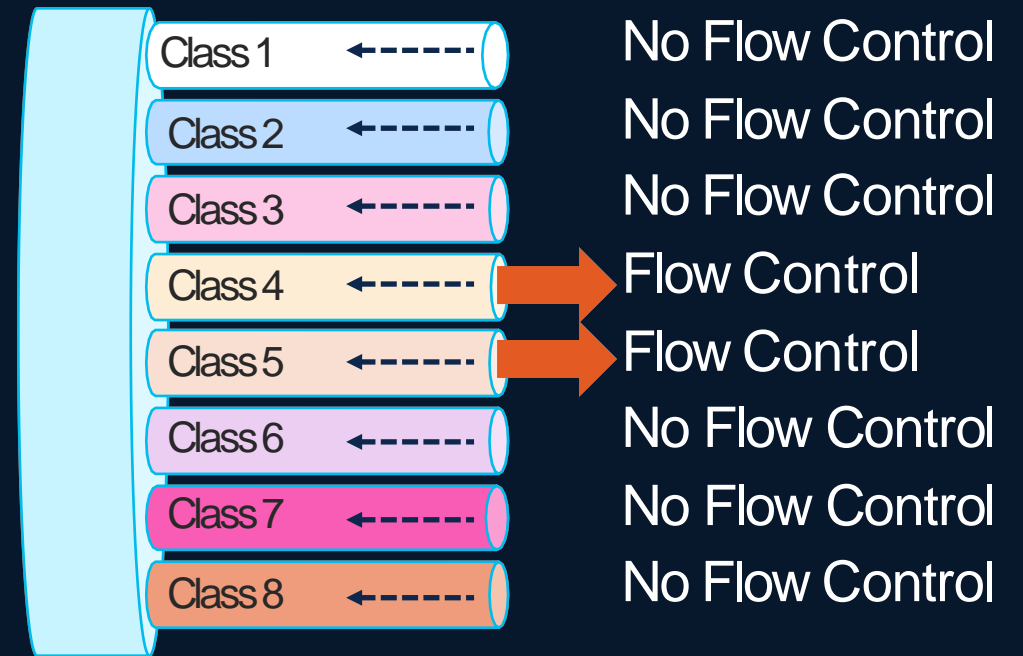 Class 1 No Flow Control
Class 2 No Flow Control
Class 3 No Flow Control
Class 4 Flow Control
Class 5 Flow Control
Class 6 No Flow Control
Class 7 No Flow Control
Class 8 No Flow Control